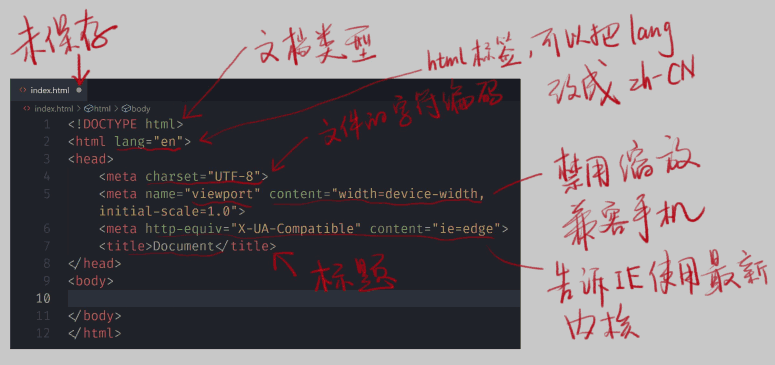 未保存
文档类型
html标签，可以把lang
改成 zh-CN
index.html
index.html > html > body
1 <!DOCTYPE html>
2 <html lang="en">
文件的字符编码
3 <head>
4 <meta charset="UTF-8">
5 <meta name="viewport" content="width=device-width,
initial-scale=1.0">
禁用缩放
兼容手机
6 <meta http-equiv="X-UA-Compatible" content="ie=edge">
7 <title>Document</title>
标题
8 </head>
告诉IE使用最新
内核
9 <body>
10
11 </body>
12 </html>